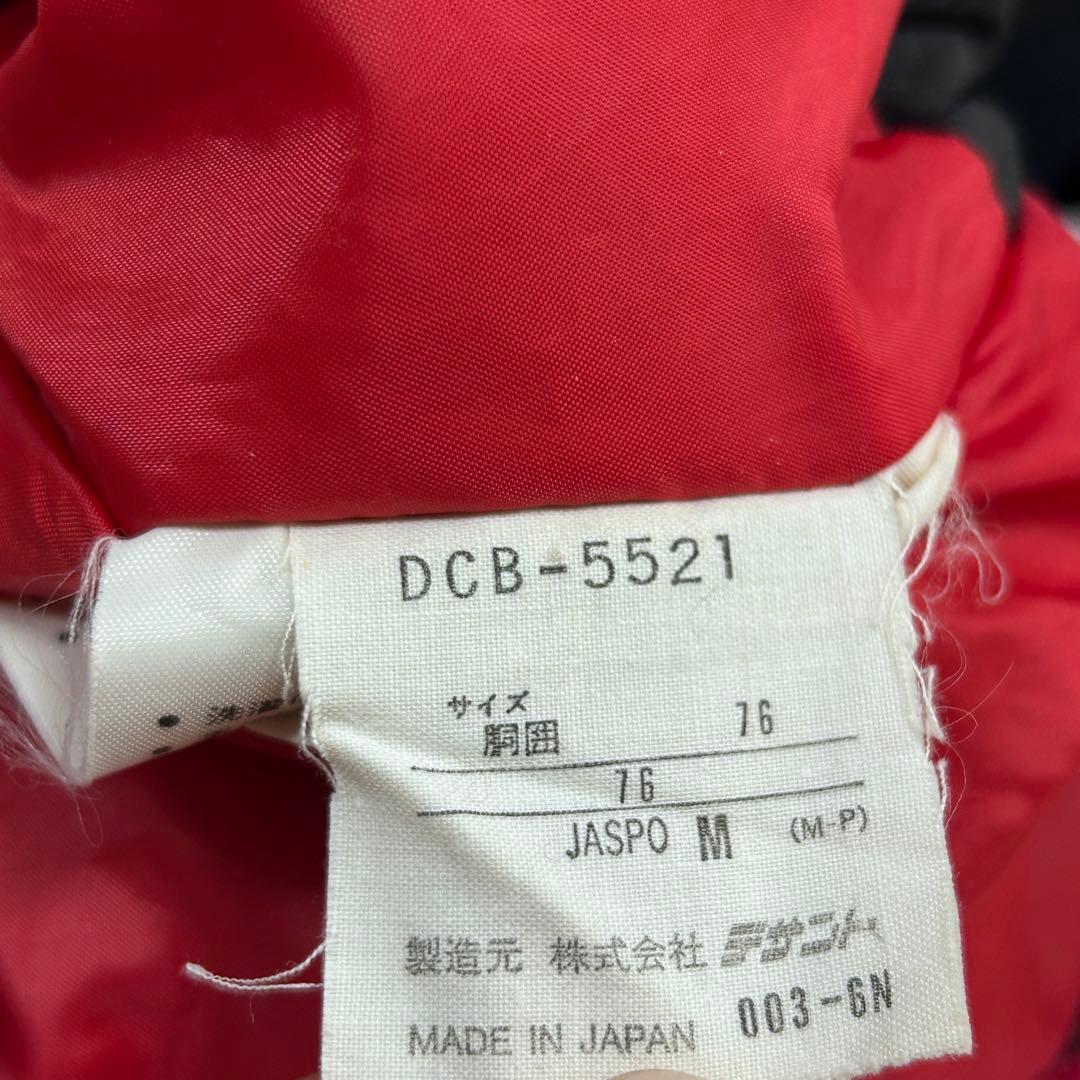 DCB-5521
サイズ
胴囲 76
76
JASPO M (M-P)
製造元 株式会社 デサント
003-6N
MADE IN JAPAN